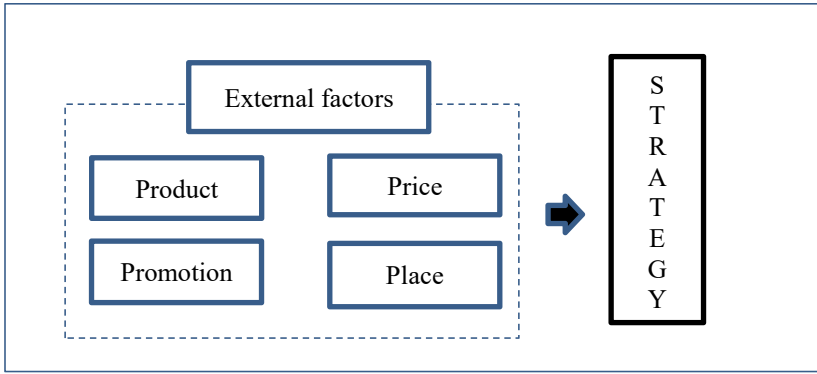 External factors
Product
Price
Promotion
Place
S
T
R
A
T
E
G
Y